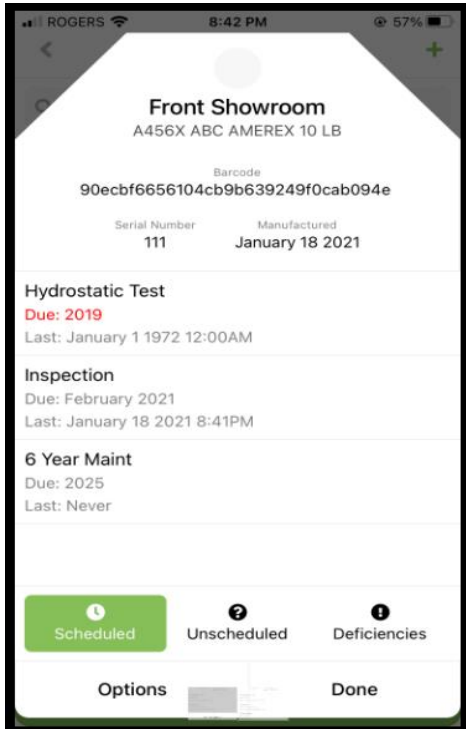 ROGERS 8:42 PM 57%
Front Showroom
A456X ABC AMEREX 10 LB
Barcode
90ecbf6656104cb9b639249f0cab094e
Serial Number Manufactured
111 January 18 2021
Hydrostatic Test
Due: 2019
Last: January 1 1972 12:00AM
Inspection
Due: February 2021
Last: January 18 2021 8:41PM
6 Year Maint
Due: 2025
Last: Never
Scheduled Unscheduled Deficiencies
Options Done